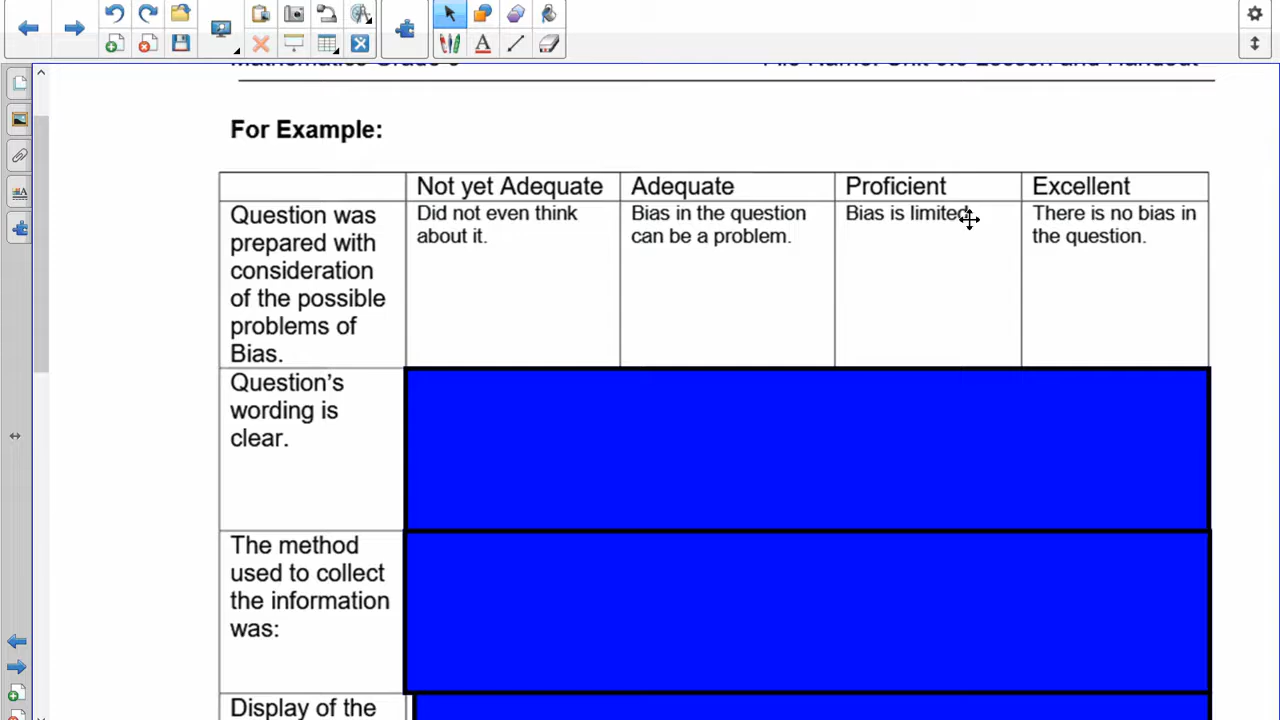 For Example:
Not yet Adequate Adequate Proficient Excellent
Question was
prepared with
consideration
of the possible
problems of
Bias.
Did not even think
about it.
Bias in the question
can be a problem.
Bias is limited.
There is no bias in
the question.
Question's
wording is
clear.
The method
used to collect
the information
was:
Display of the